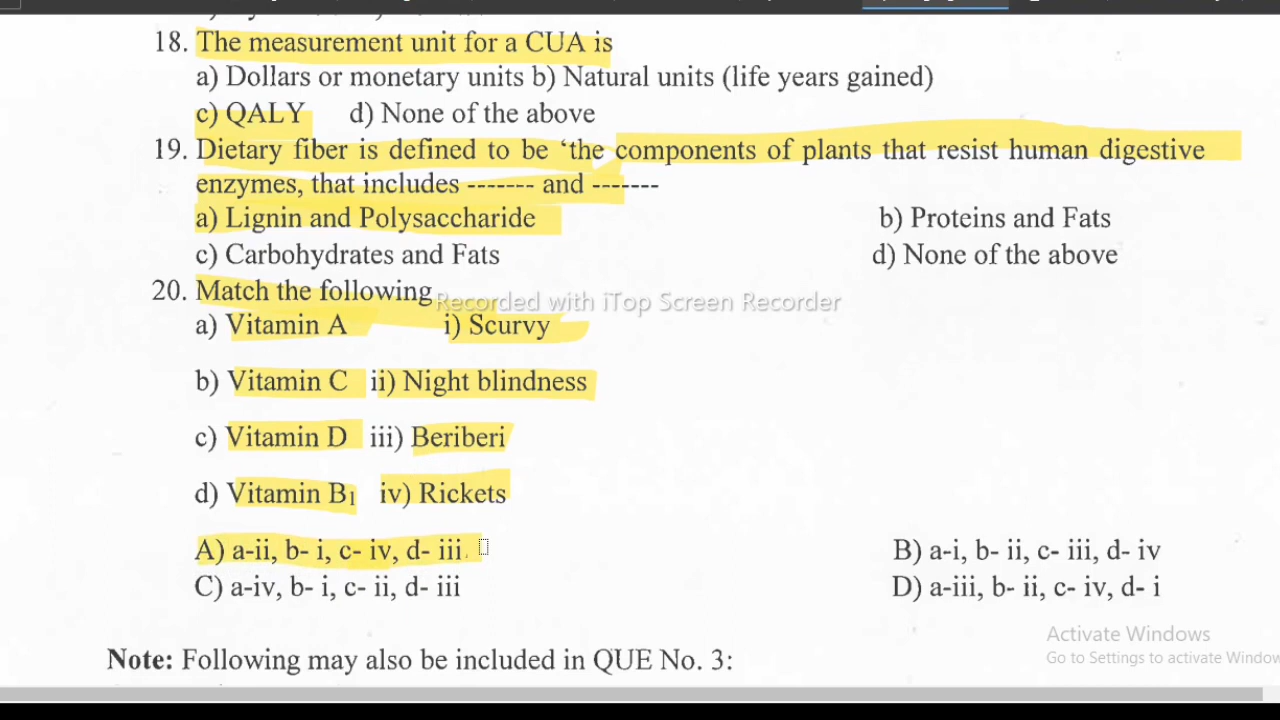 18. The measurement unit for a CUA is
a) Dollars or monetary units b) Natural units (life years gained)
c) QALY d) None of the above
19. Dietary fiber is defined to be ‘the components of plants that resist human digestive
enzymes, that includes ------- and -------
a) Lignin and Polysaccharide b) Proteins and Fats
c) Carbohydrates and Fats d) None of the above
20. Match the following
Recorded with iTop Screen Recorder
a) Vitamin A i) Scurvy
b) Vitamin C ii) Night blindness
c) Vitamin D iii) Beriberi
d) Vitamin B1 iv) Rickets
A) a-ii, b- i, c- iv, d- iii. B) a-i, b- ii, c- iii, d- iv
C) a-iv, b- i, c- ii, d- iii D) a-iii, b- ii, c- iv, d- i
Activate Windows
Go to Settings to activate Window
Note: Following may also be included in QUE No. 3: